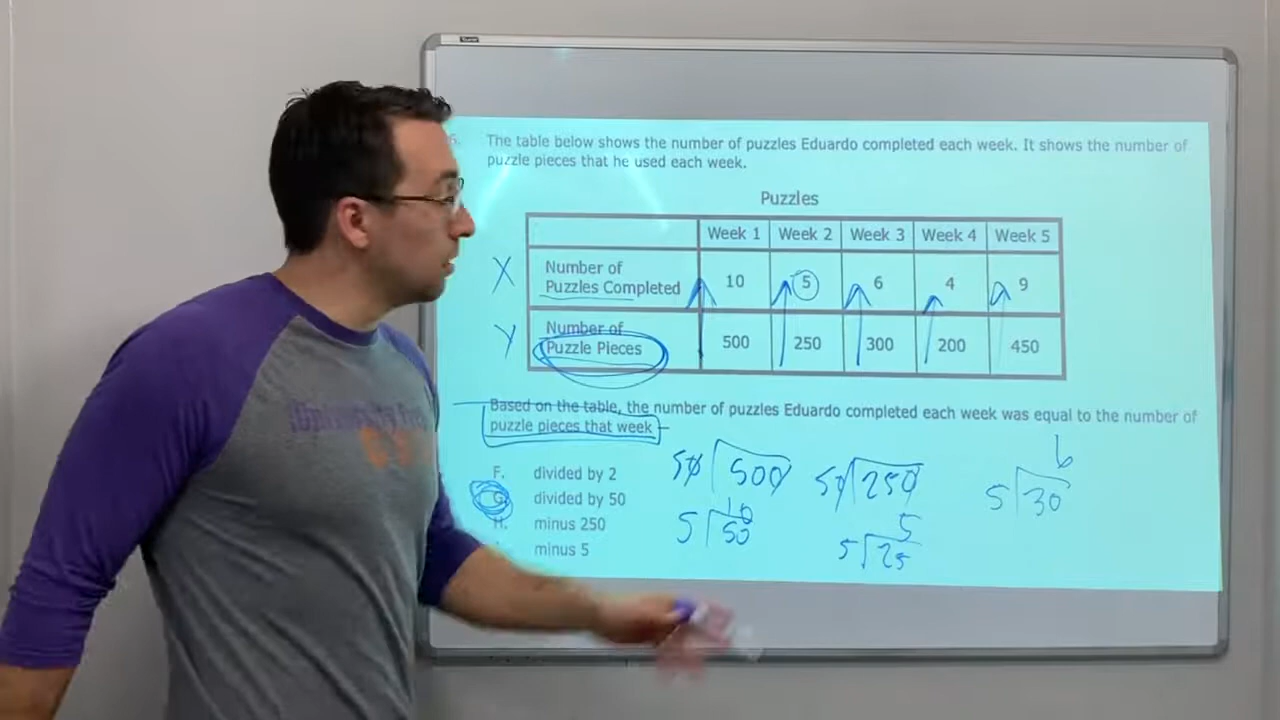 6. The table below shows the number of puzzles Eduardo completed each week. It shows the number of
puzzle pieces that he used each week.
Puzzles
Week 1 Week 2 Week 3 Week 4 Week 5
X Number of Puzzles Completed 10 5 6 4 9
Y Number of Puzzle Pieces 500 250 300 200 450
Based on the table, the number of puzzles Eduardo completed each week was equal to the number of
puzzle pieces that week
F. divided by 2
G. divided by 50
H. minus 250
minus 5
50 500
10
5 50
50 250
5
5 25
6
5 30